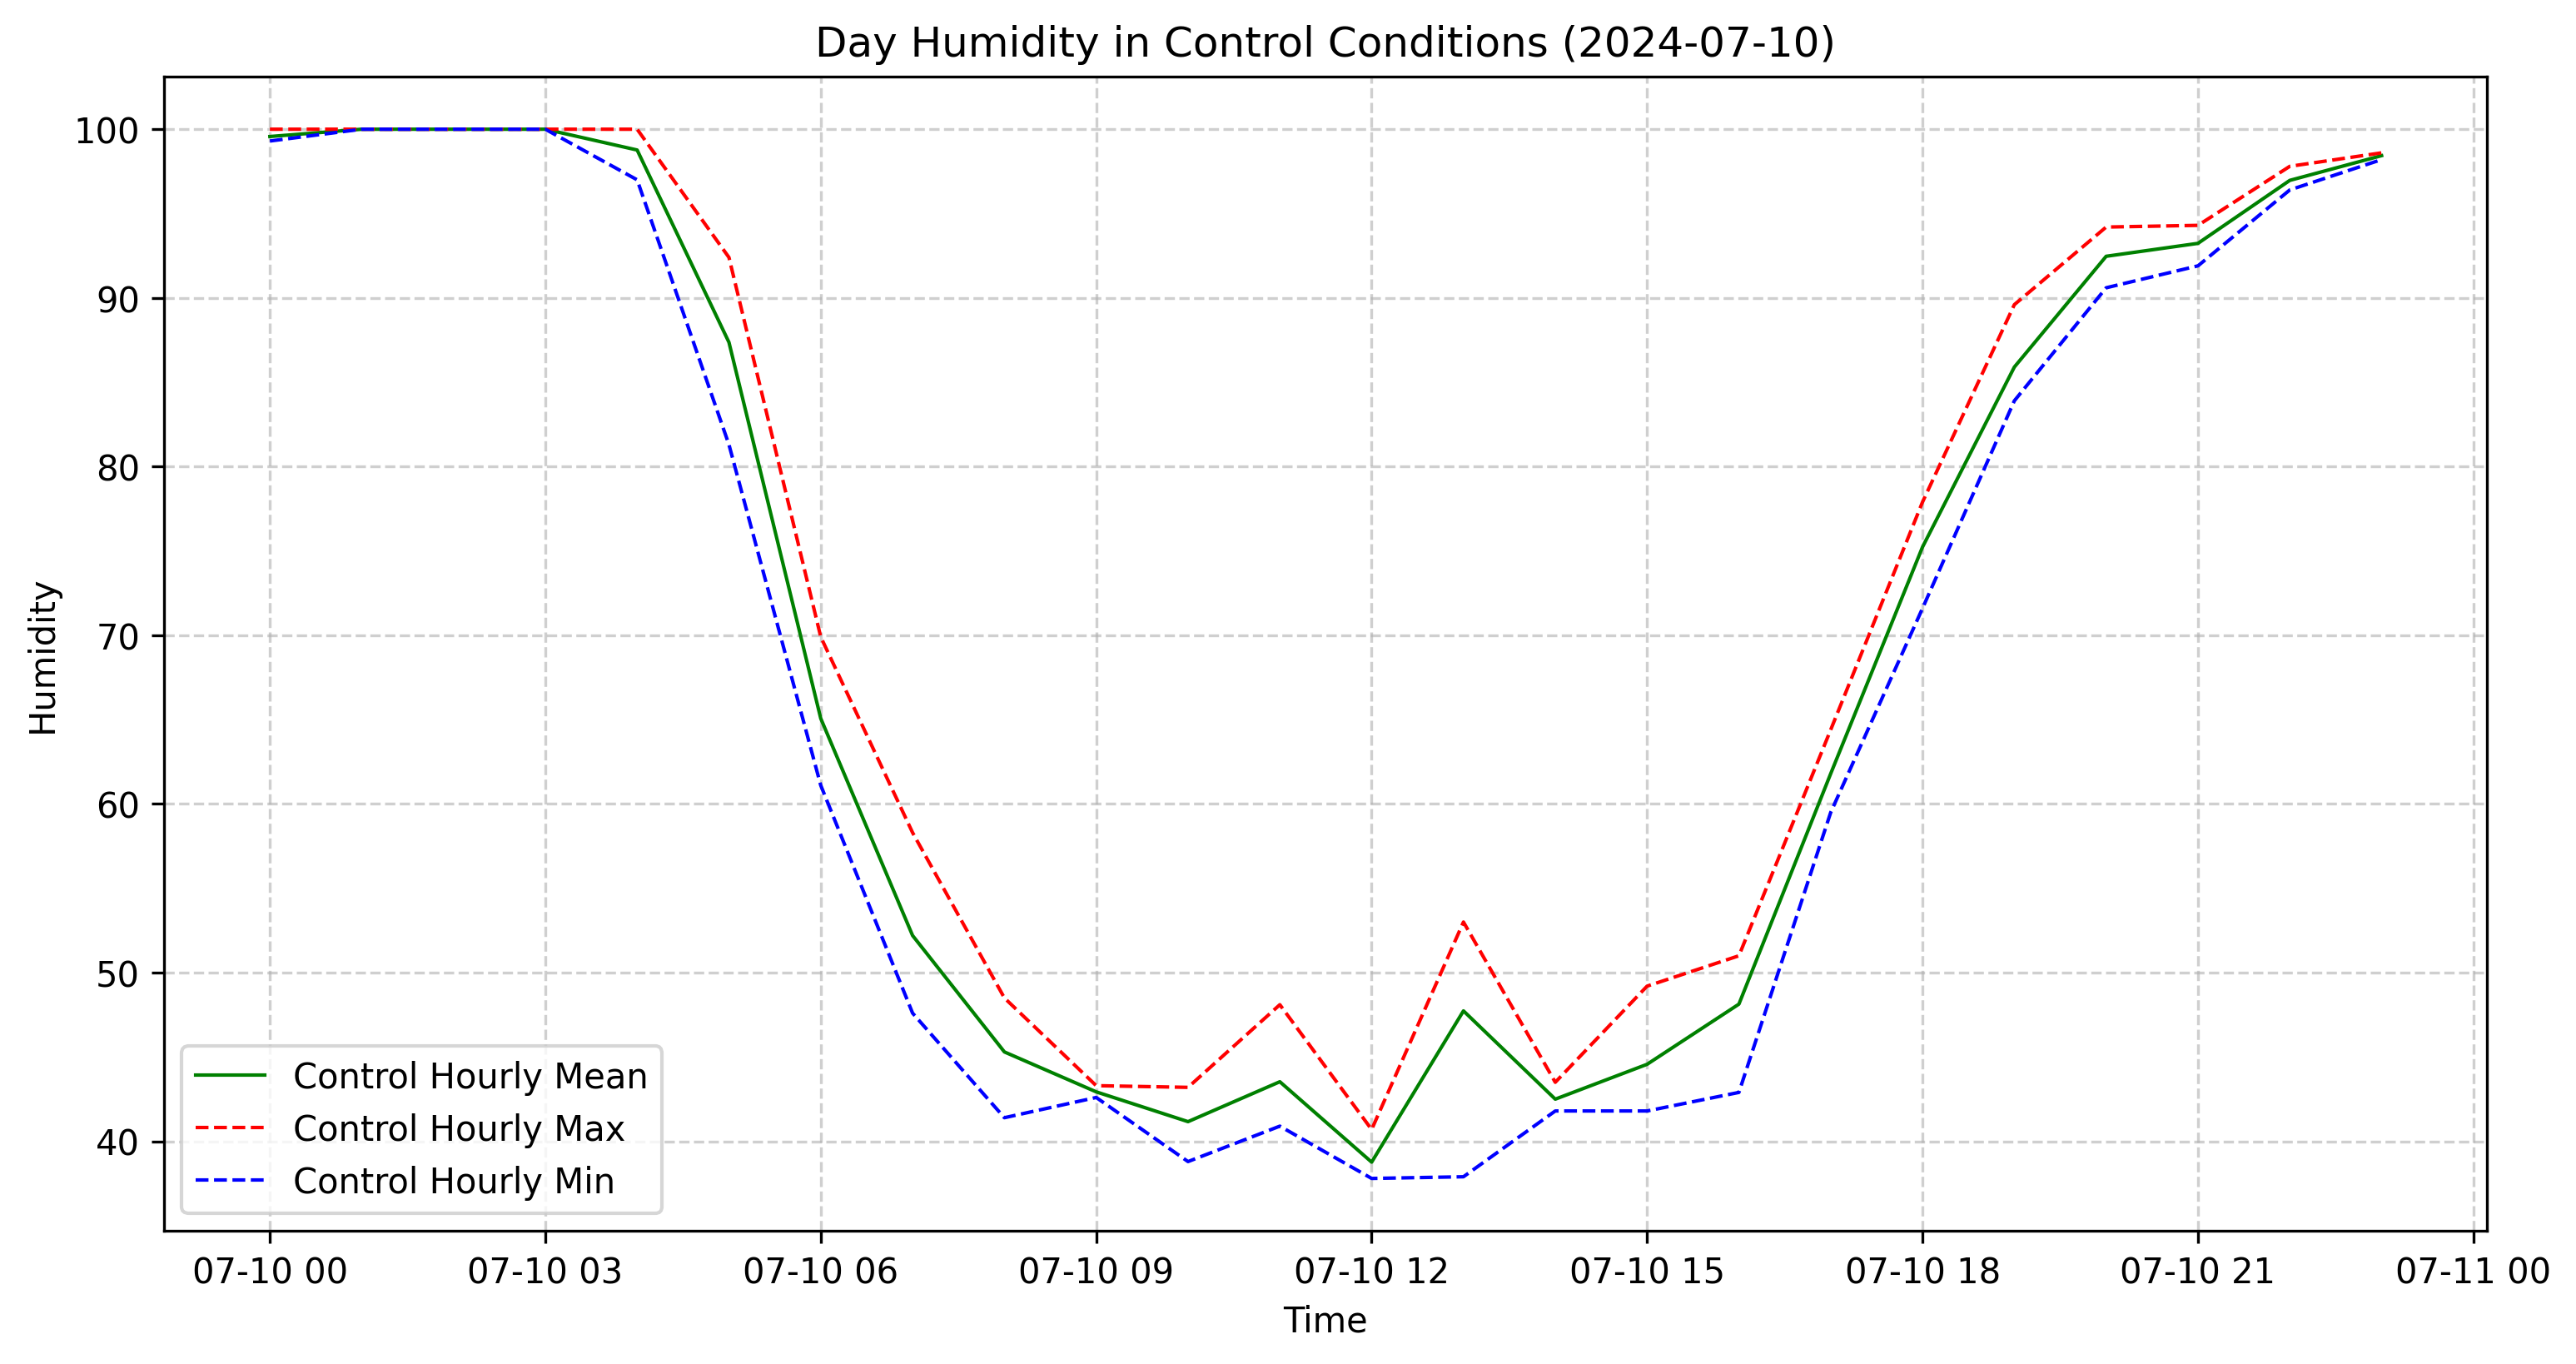 Day Humidity in Control Conditions (2024-07-10)
100
90
80
70
60
50
40
Humidity
Control Hourly Mean
Control Hourly Max
Control Hourly Min
07-10 00 07-10 03 07-10 06 07-10 09 07-10 12 07-10 15 07-10 18 07-10 21 07-11 00
Time